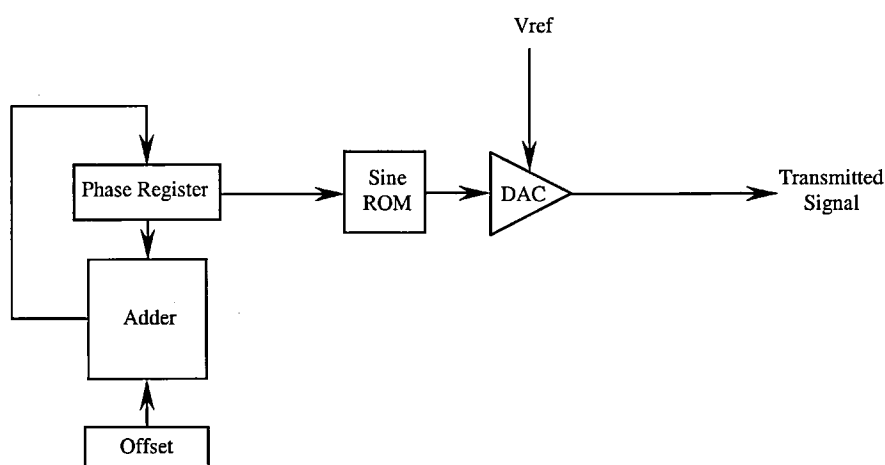 Vref
Phase Register
Sine
ROM
DAC
Transmitted
Signal
Adder
Offset